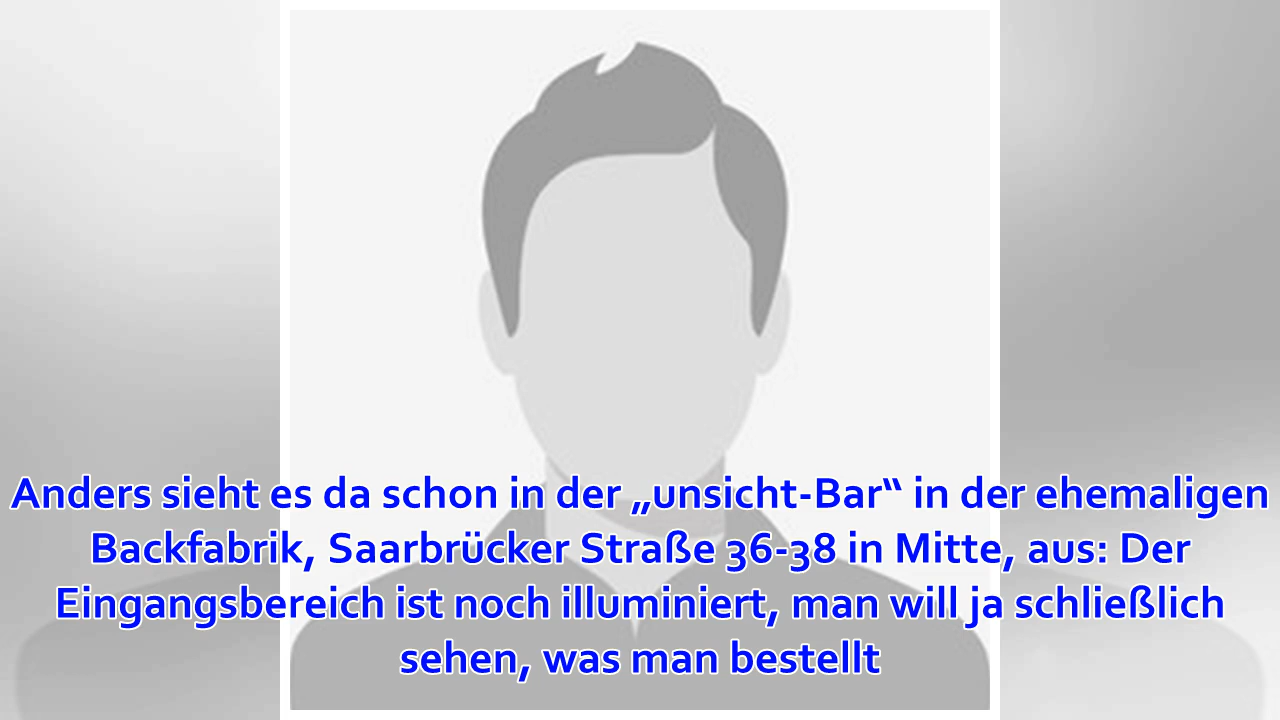 Anders sieht es da schon in der „unsicht-Bar“ in der ehemaligen
Backfabrik, Saarbrücker Straße 36-38 in Mitte, aus: Der
Eingangsbereich ist noch illuminiert, man will ja schließlich
sehen, was man bestellt